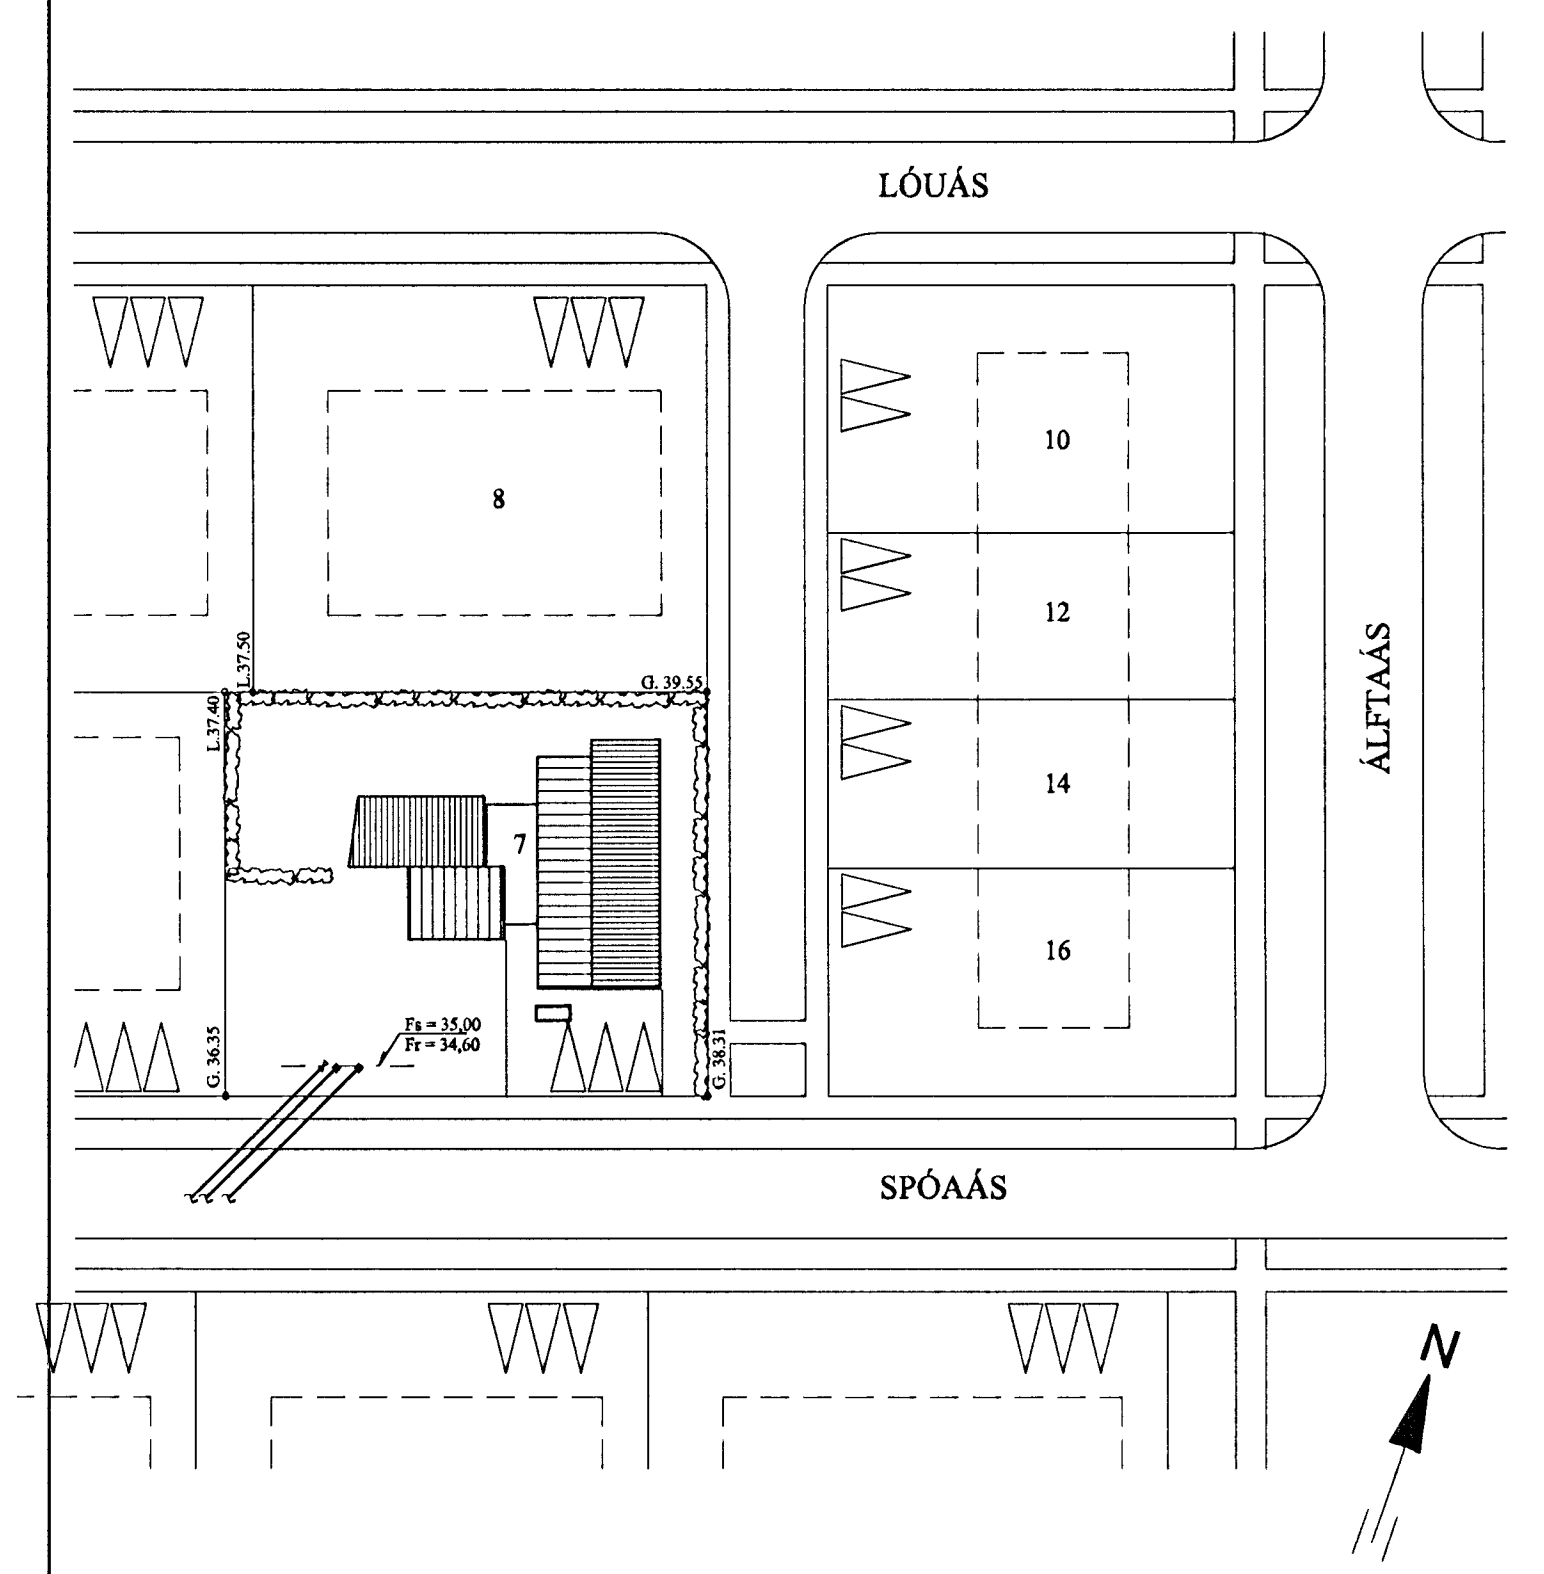 LÓUÁS
10
8
12
L.37.50
G. 39.55
L.37.40
ÁLFTAÁS
14
7
16
Fs = 35,00
Fr = 34,60
G. 36.35
G. 38.31
SPÓAÁS
N